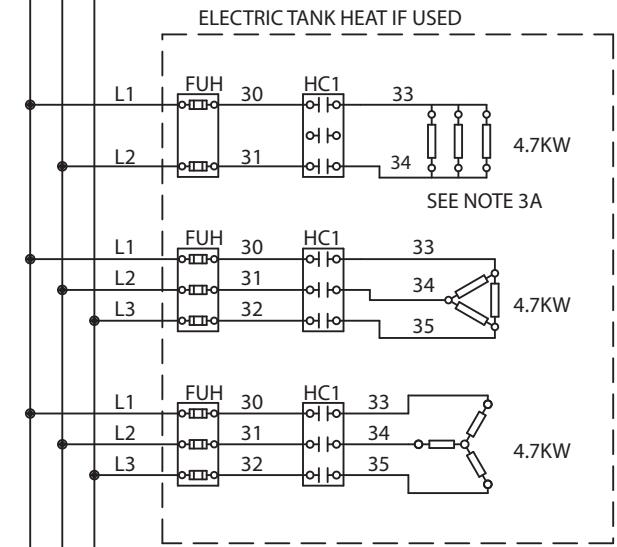 ELECTRIC TANK HEAT IF USED
FUH HC1
L1 30 33
L2 31 34
4.7KW
SEE NOTE 3A
FUH HC1
L1 30 33
L2 31 34
L3 32 35
4.7KW
FUH HC1
L1 30 33
L2 31 34
L3 32 35
4.7KW